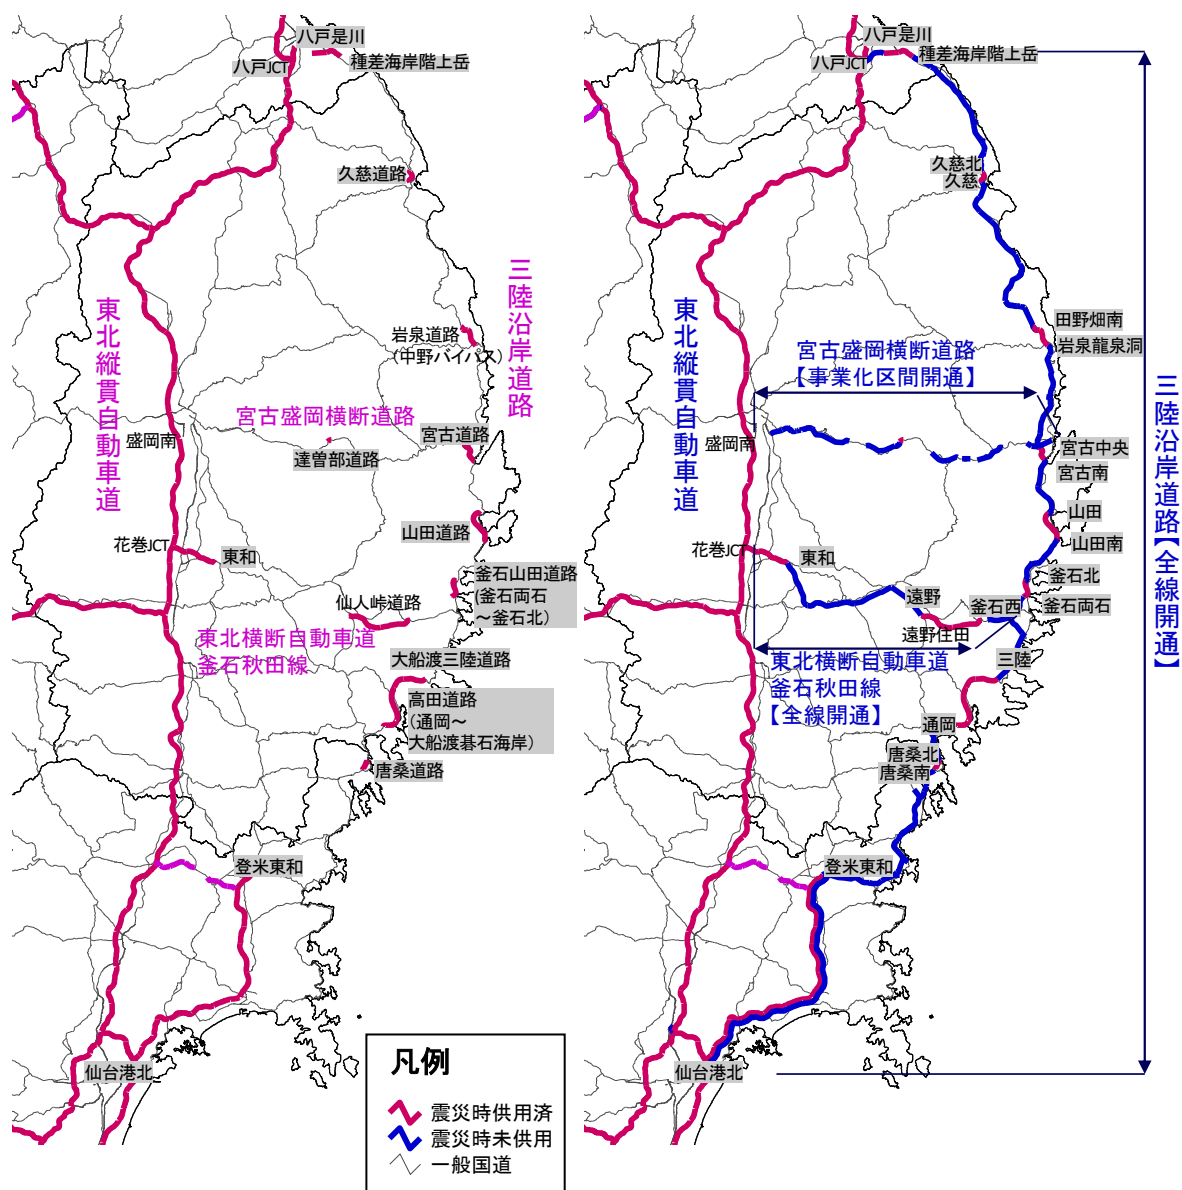 八戸是川
八戸JCT
種差海岸階上岳
久慈道路
三陸沿岸道路
東北縦貫自動車道
岩泉道路
（中野バイパス）
宮古盛岡横断道路
宮古道路
盛岡南
達曽部道路
山田道路
花巻JCT
東和
釜石山田道路
(釜石両石
～釜石北）
仙人峠道路
東北横断自動車道
釜石秋田線
大船渡三陸道路
高田道路
（通岡～
大船渡碁石海岸）
唐桑道路
登米東和
仙台港北
凡例
震災時供用済
震災時未供用
一般国道
八戸是川
八戸JCT
種差海岸階上岳
久慈北
久慈
東北縦貫自動車道
田野畑南
岩泉龍泉洞
宮古盛岡横断道路
【事業化区間開通】
三陸沿岸道路【全線開通】
盛岡南
宮古中央
宮古南
山田
山田南
花巻JCT
東和
釜石北
遠野
釜石西
釜石両石
遠野住田
東北横断自動車道
釜石秋田線
【全線開通】
三陸
通岡
唐桑北
唐桑南
登米東和
仙台港北